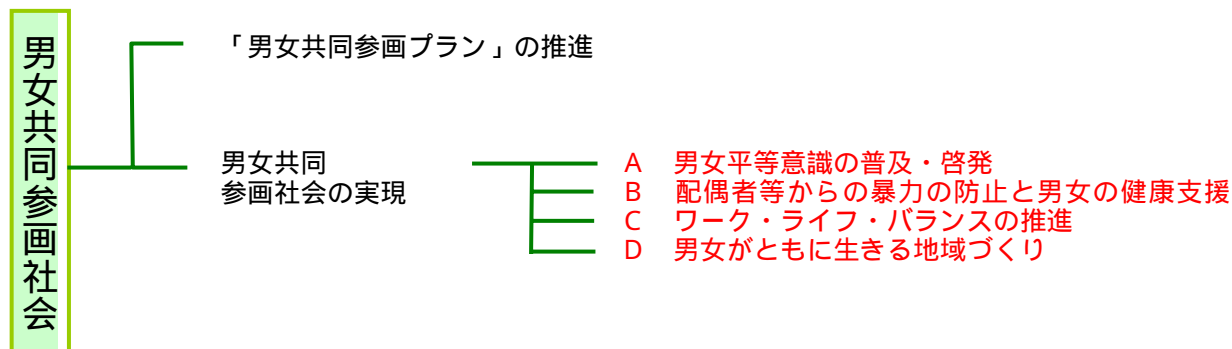 男女共同参画社会
「男女共同参画プラン」の推進
男女共同
参画社会の実現
A 男女平等意識の普及・啓発
B 配偶者等からの暴力の防止と男女の健康支援
C ワーク・ライフ・バランスの推進
D 男女がともに生きる地域づくり